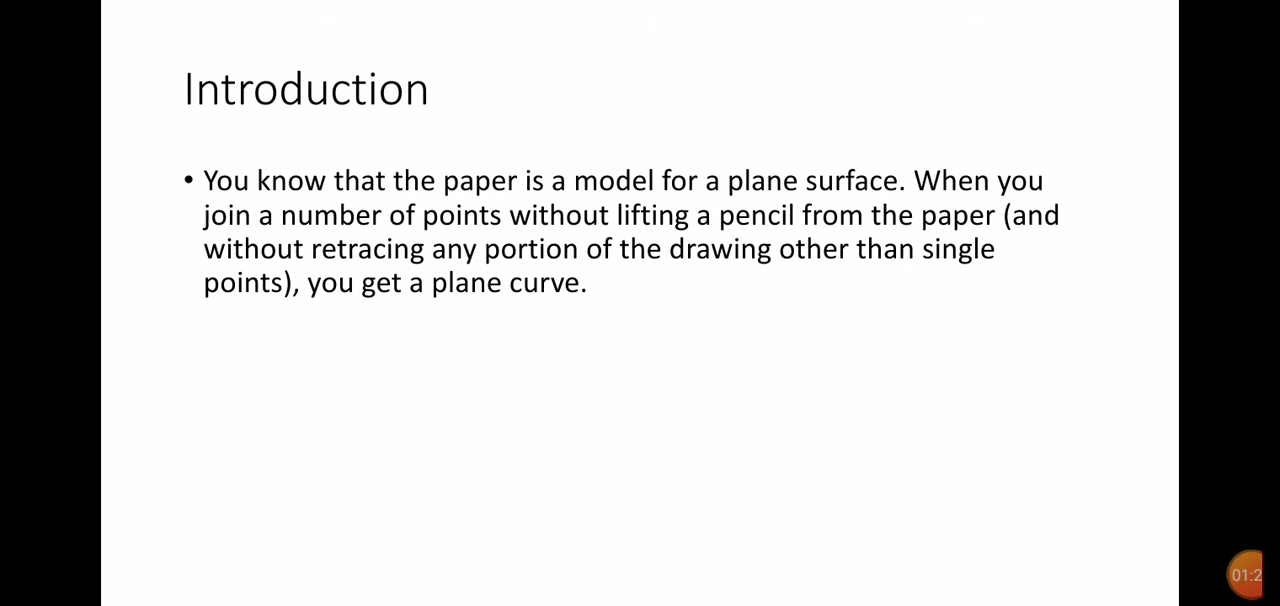 Introduction
• You know that the paper is a model for a plane surface. When you
join a number of points without lifting a pencil from the paper (and
without retracing any portion of the drawing other than single
points), you get a plane curve.
01:2